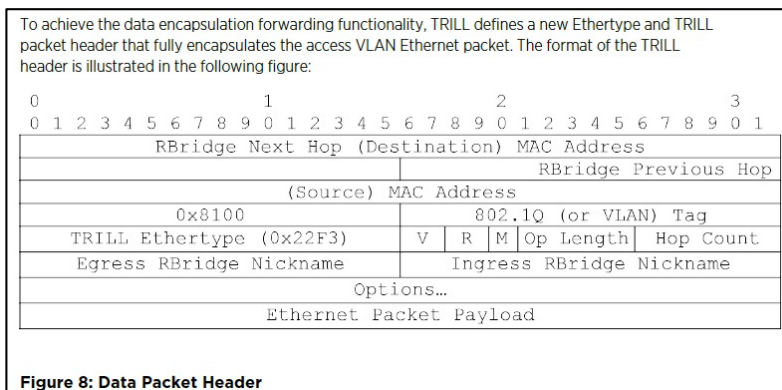 To achieve the data encapsulation forwarding functionality, TRILL defines a new Ethertype and TRILL
packet header that fully encapsulates the access VLAN Ethernet packet. The format of the TRILL
header is illustrated in the following figure:
0 1 2 3
0 1 2 3 4 5 6 7 8 9 0 1 2 3 4 5 6 7 8 9 0 1 2 3 4 5 6 7 8 9 0 1
RBridge Next Hop (Destination) MAC Address
RBridge Previous Hop
(Source) MAC Address
0x8100 802.1Q (or VLAN) Tag
TRILL Ethertype (0x22F3) V R M Op Length Hop Count
Egress RBridge Nickname Ingress RBridge Nickname
Options…
Ethernet Packet Payload
Figure 8: Data Packet Header